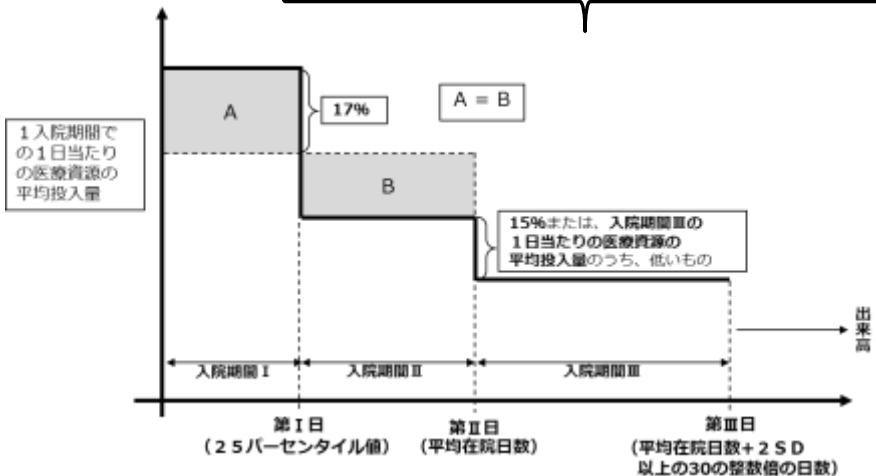 A
17%
A = B
１入院期間で
の１日当たり
の医療資源の
平均投入量
B
15%または、入院期間Ⅲの
１日当たりの医療資源の
平均投入量のうち、低いもの
出来高
入院期間Ⅰ
入院期間Ⅱ
入院期間Ⅲ
第Ⅰ日
（２５パーセンタイル値）
第Ⅱ日
（平均在院日数）
第Ⅲ日
（平均在院日数＋２ＳＤ
以上の30の整数倍の日数）